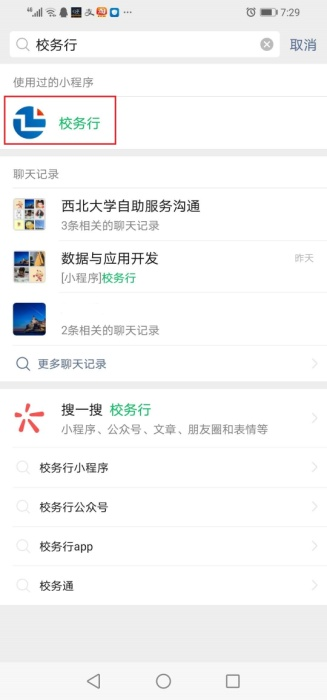 7:29
校务行
取消
使用过的小程序
校务行
聊天记录
西北大学自助服务沟通
3条相关的聊天记录
数据与应用开发
昨天
[小程序]校务行
2条相关的聊天记录
更多聊天记录
搜一搜 校务行
小程序、公众号、文章、朋友圈和表情等
校务行小程序
校务行公众号
校务行app
校务通